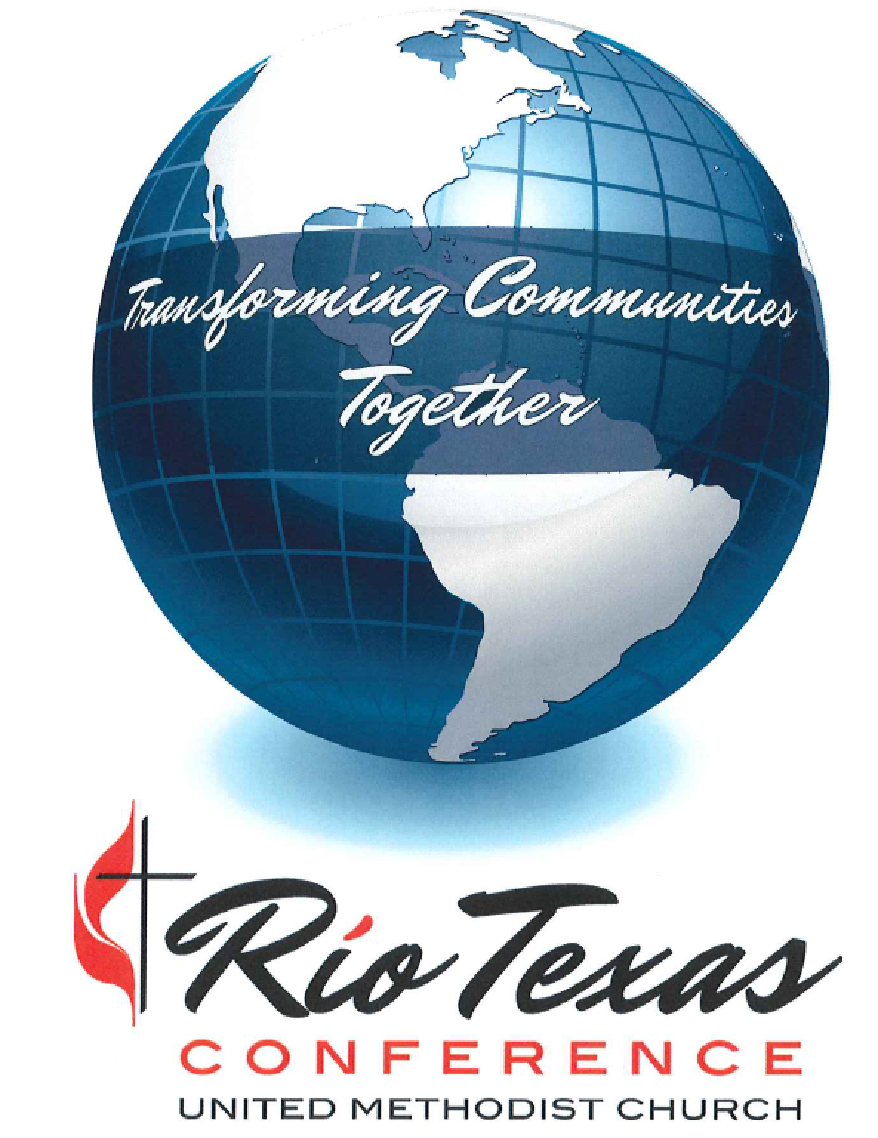 Transforming Communities
Together
Río Texas
CONFERENCE
UNITED METHODIST CHURCH